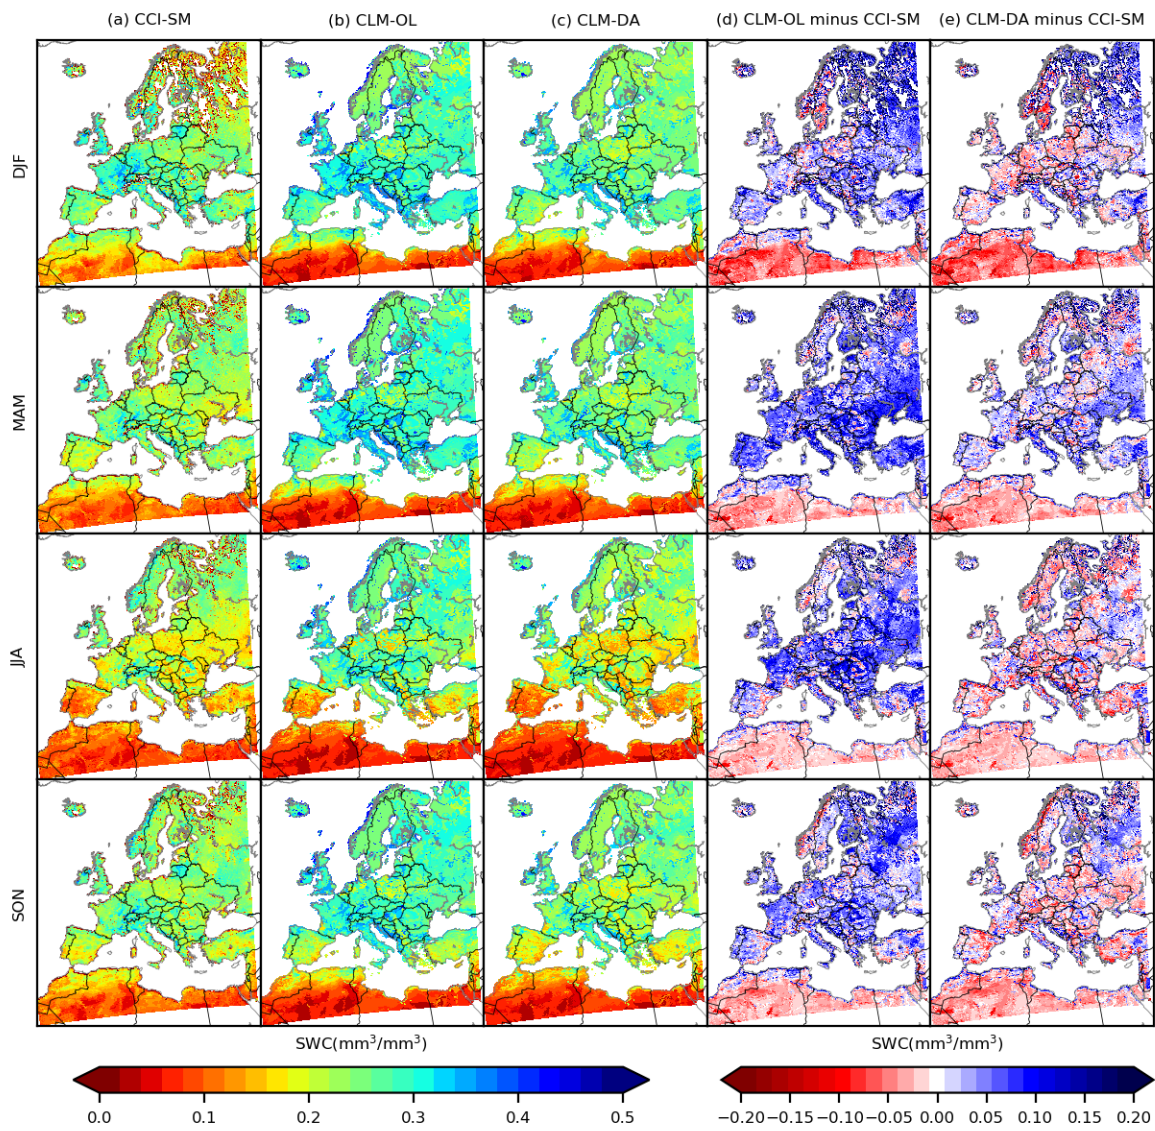 (a) CCI-SM
(b) CLM-OL
(c) CLM-DA
(d) CLM-OL minus CCI-SM
(e) CLM-DA minus CCI-SM
DJF
MAM
JJA
SON
SWC(mm³/mm³)
0.0 0.1 0.2 0.3 0.4 0.5
SWC(mm³/mm³)
−0.20 −0.15 −0.10 −0.05 0.00 0.05 0.10 0.15 0.20